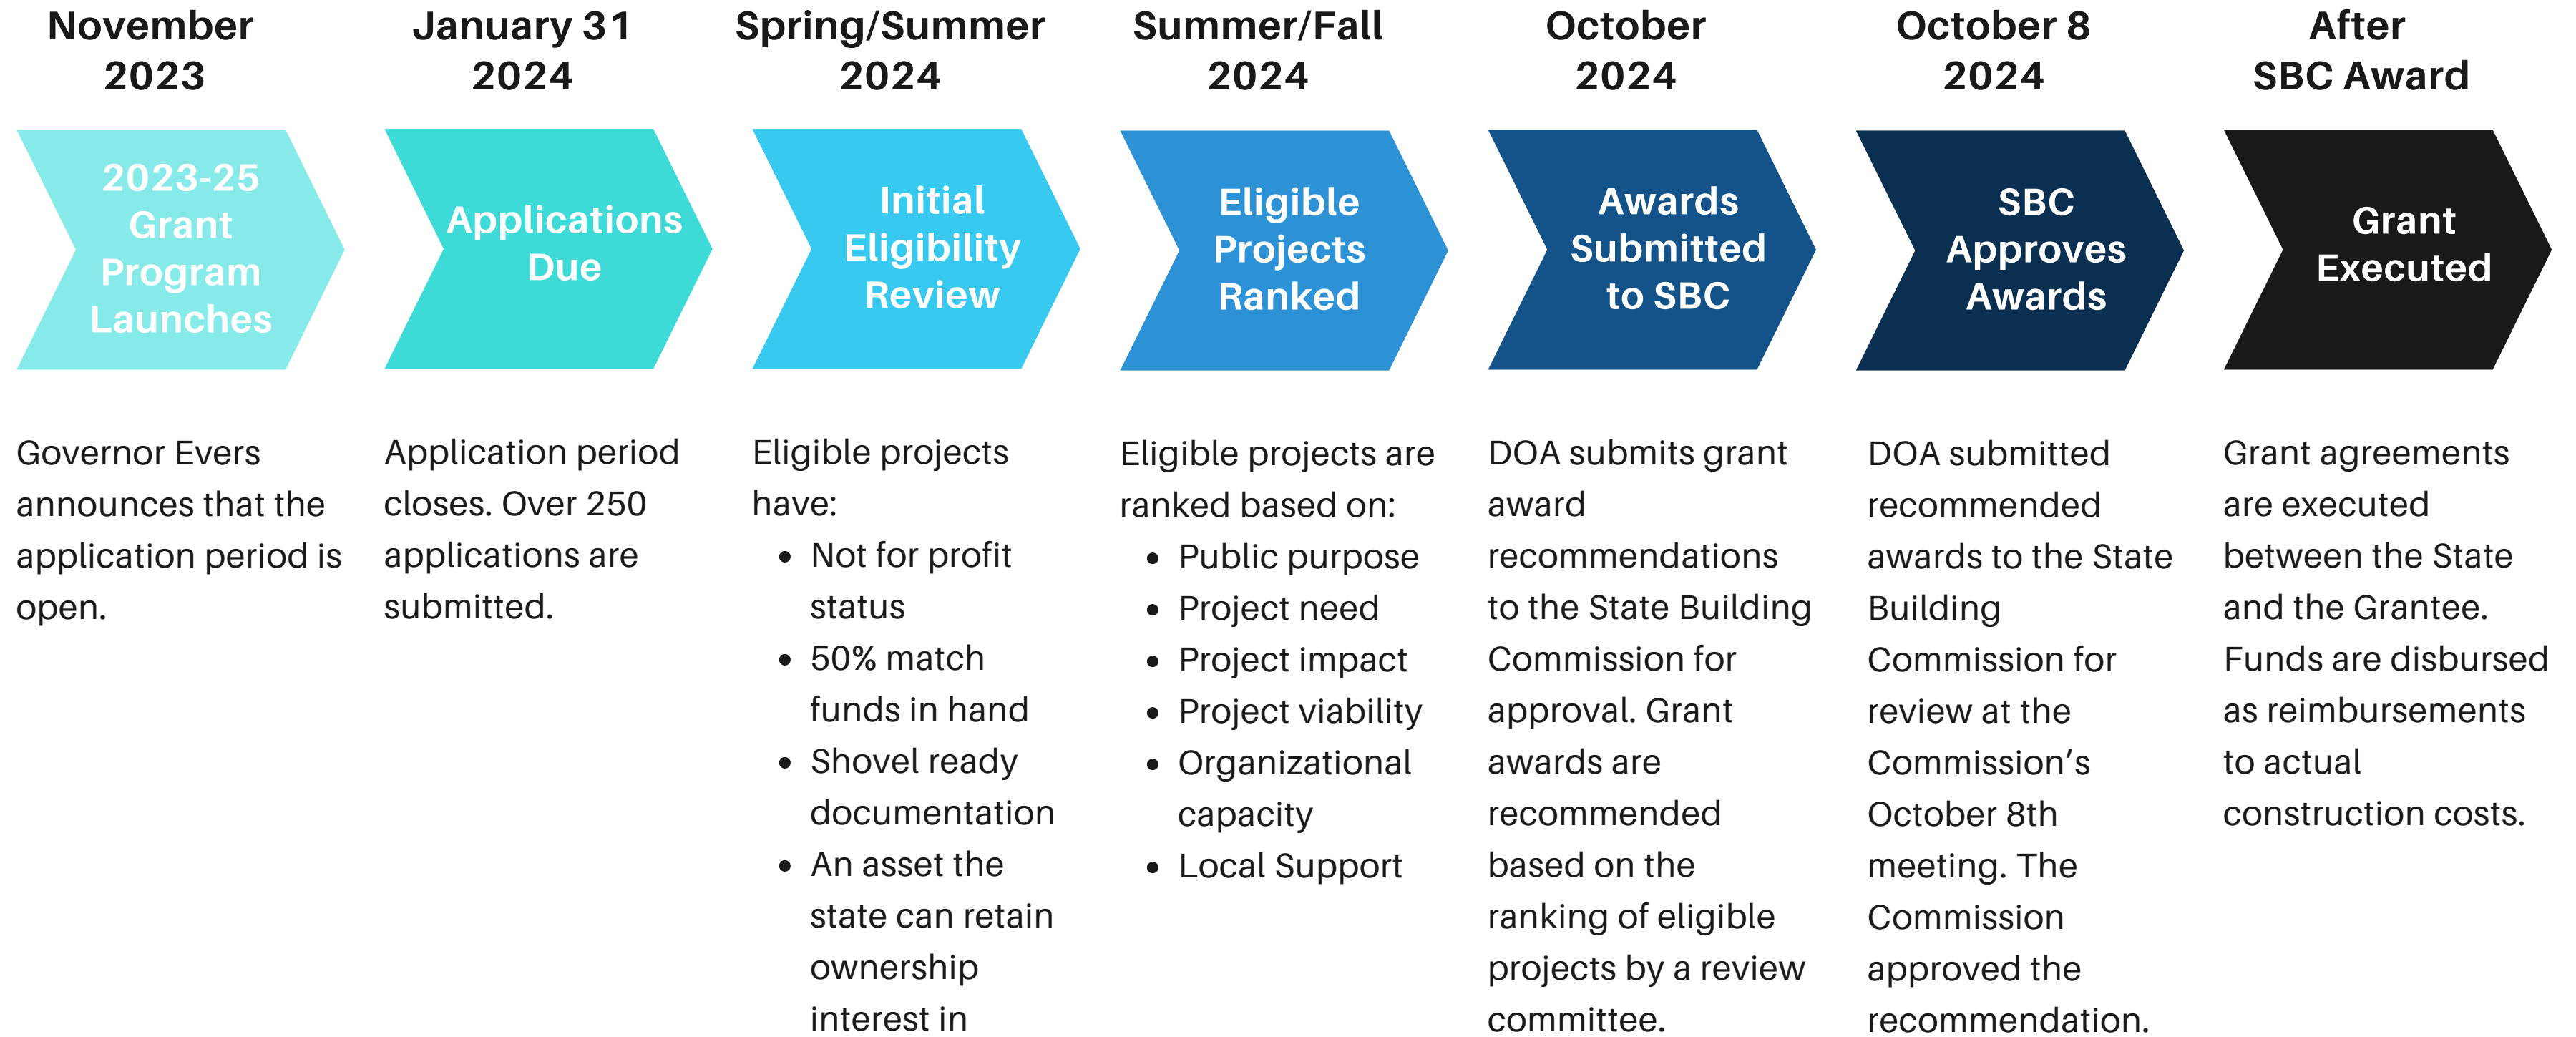 November
2023
January 31
2024
Spring/Summer
2024
Summer/Fall
2024
October
2024
October 8
2024
After
SBC Award
2023-25
Grant
Program
Launches
Applications
Due
Initial
Eligibility
Review
Eligible
Projects
Ranked
Awards
Submitted
to SBC
SBC
Approves
Awards
Grant
Executed
Governor Evers
announces that the
application period is
open.
Application period
closes. Over 250
applications are
submitted.
Eligible projects
have:
• Not for profit
status
• 50% match
funds in hand
• Shovel ready
documentation
• An asset the
state can retain
ownership
interest in
Eligible projects are
ranked based on:
• Public purpose
• Project need
• Project impact
• Project viability
• Organizational
capacity
• Local Support
DOA submits grant
award
recommendations
to the State Building
Commission for
approval. Grant
awards are
recommended
based on the
ranking of eligible
projects by a review
committee.
DOA submitted
recommended
awards to the State
Building
Commission for
review at the
Commission’s
October 8th
meeting. The
Commission
approved the
recommendation.
Grant agreements
are executed
between the State
and the Grantee.
Funds are disbursed
as reimbursements
to actual
construction costs.